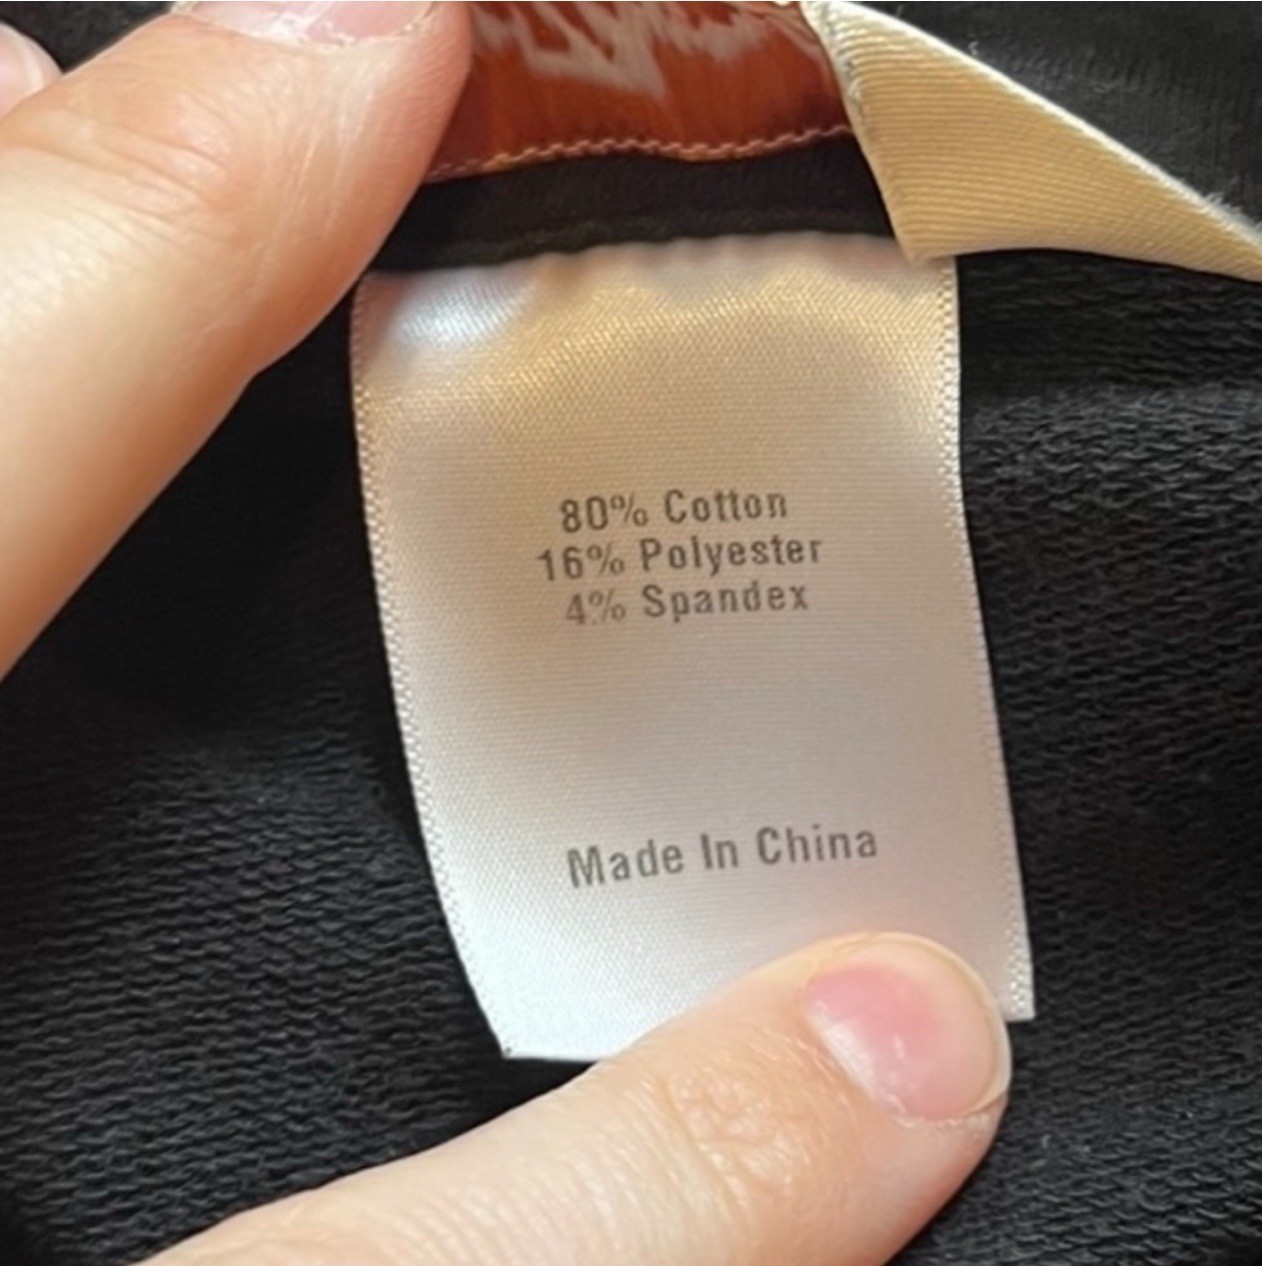 80% Cotton
16% Polyester
4% Spandex
Made In China